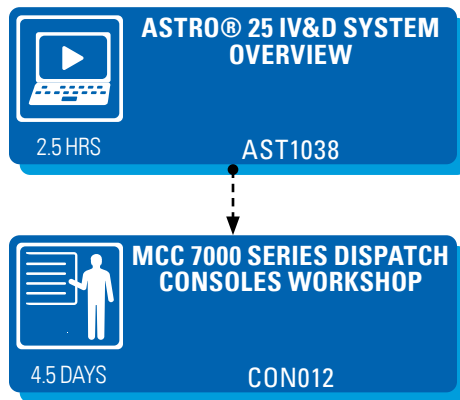 ASTRO® 25 IV&D SYSTEM
OVERVIEW
2.5 HRS
AST1038
MCC 7000 SERIES DISPATCH
CONSOLES WORKSHOP
4.5 DAYS
CON012